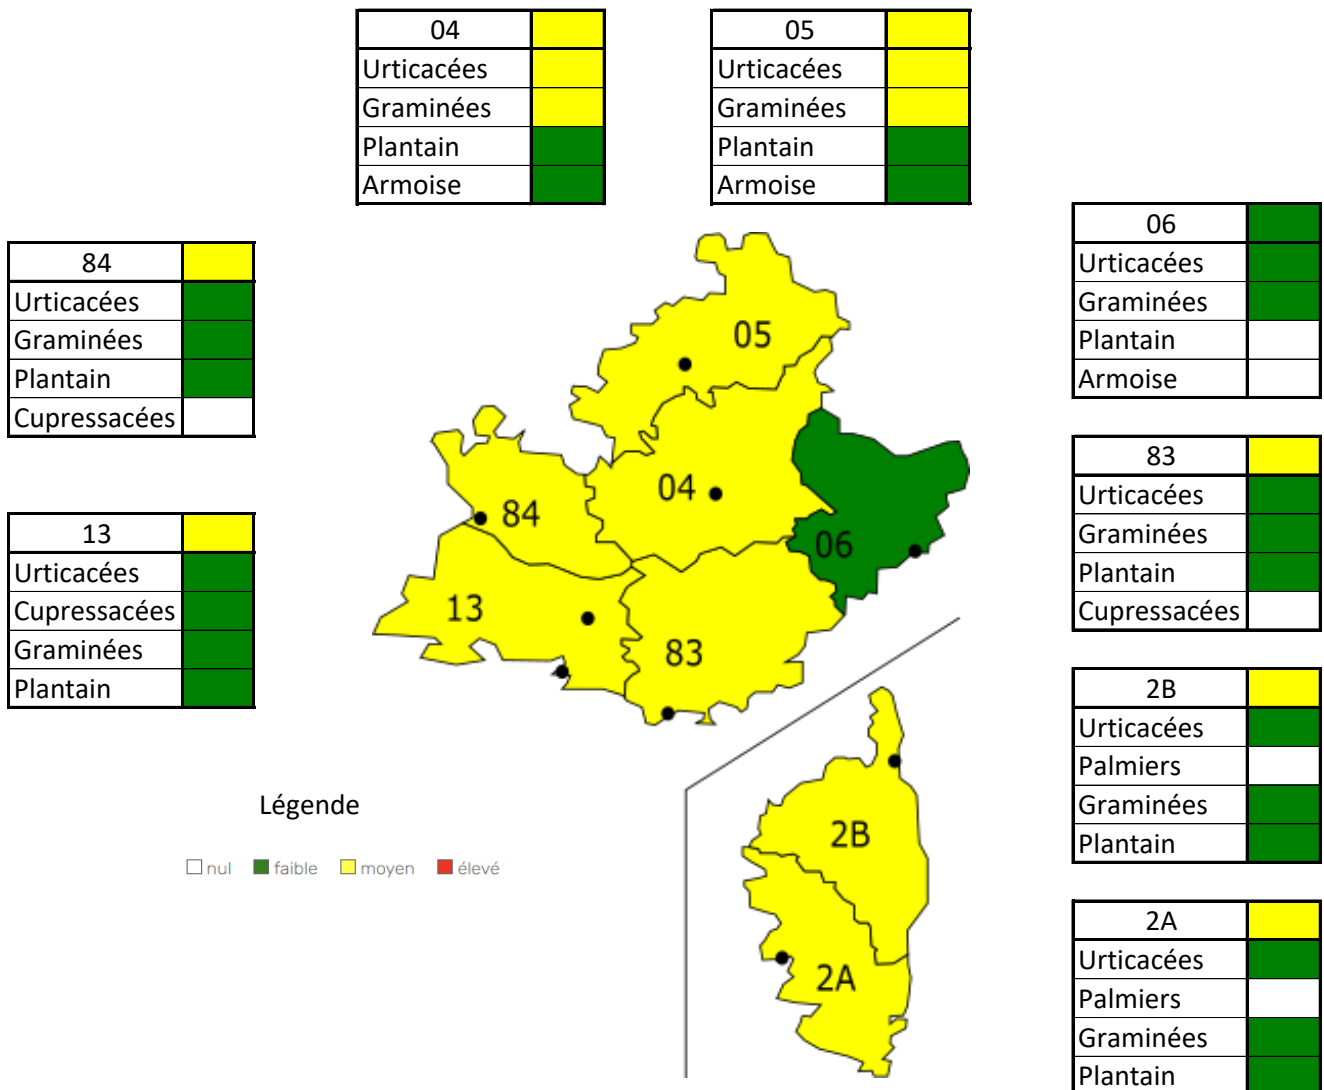 04
Urticacées
Graminées
Plantain
Armoise
05
Urticacées
Graminées
Plantain
Armoise
84
Urticacées
Graminées
Plantain
Cupressacées
13
Urticacées
Cupressacées
Graminées
Plantain
05
04
84
06
13
83
2B
2A
06
Urticacées
Graminées
Plantain
Armoise
83
Urticacées
Graminées
Plantain
Cupressacées
2B
Urticacées
Palmiers
Graminées
Plantain
2A
Urticacées
Palmiers
Graminées
Plantain
Légende
nul faible moyen élevé